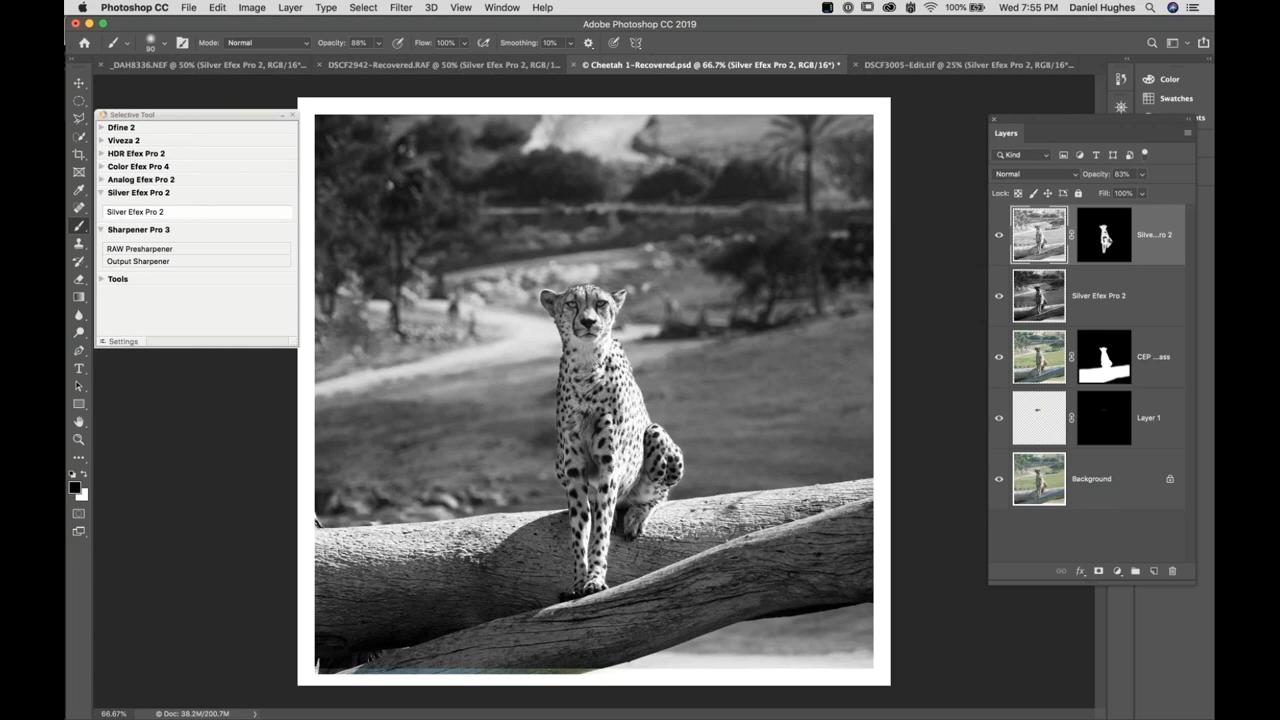 Photoshop CC File Edit Image Layer Type Select Filter 3D View Window Help 100% Wed 7:55 PM Daniel Hughes
Adobe Photoshop CC 2019
90 Mode: Normal Opacity: 88% Flow: 100% Smoothing: 10%
_DAH8336.NEF @ 50% (Silver Efex Pro 2, RGB/16*... DSCF2942-Recovered.RAF @ 50% (Silver Efex Pro 2, RGB/1... © Cheetah 1-Recovered.psd @ 66.7% (Silver Efex Pro 2, RGB/16*) * DSCF3005-Edit.tif @ 25% (Silver Efex Pro 2, RGB/16*...
Color
Swatches
Selective Tool
Dfine 2
Viveza 2
HDR Efex Pro 2
Color Efex Pro 4
Analog Efex Pro 2
Silver Efex Pro 2
Silver Efex Pro 2
Sharpener Pro 3
RAW Presharpener
Output Sharpener
Tools
Settings
Layers
Kind
Normal Opacity: 83%
Lock: Fill: 100%
Silve...ro 2
Silver Efex Pro 2
CEP ...ass
Layer 1
Background
fx
66.67% © Doc: 38.2M/200.7M